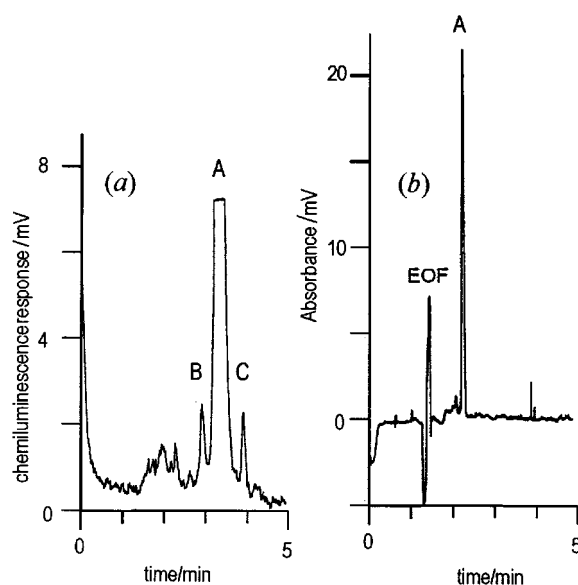 (a)
A
B
C
8
4
0
chemiluminescence response /mV
0
5
time/min
(b)
A
EOF
20
10
0
Absorbance /mV
0
5
time/min